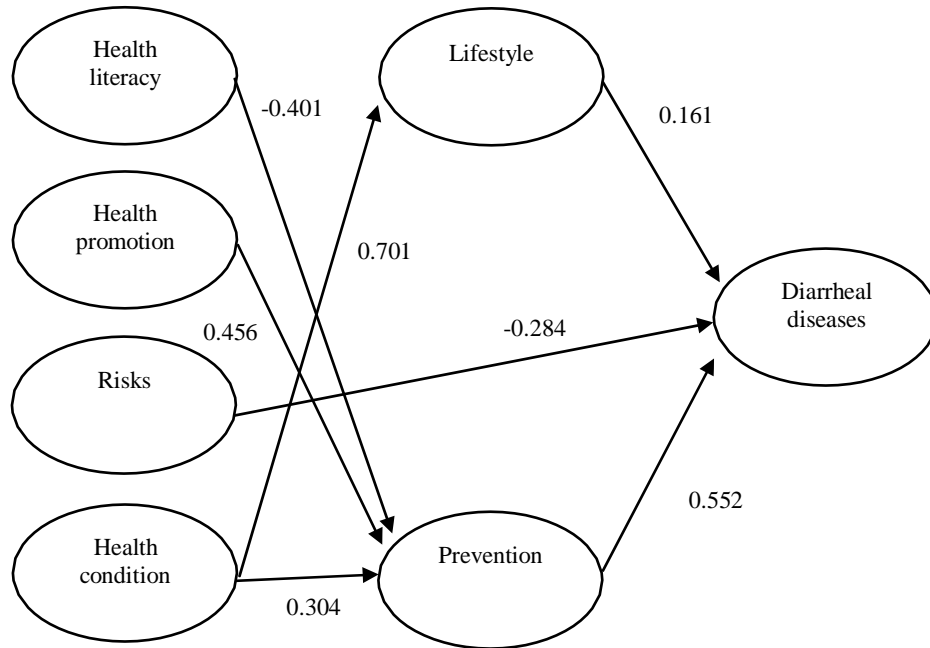 Health
literacy
Lifestyle
-0.401
0.161
Health
promotion
0.701
Diarrheal
diseases
0.456
-0.284
Risks
0.552
Health
condition
Prevention
0.304